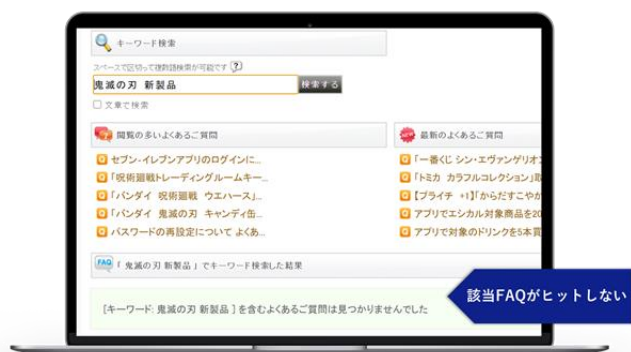 キーワード検索
スペースで区切って複数語検索が可能です ?
鬼滅の刃 新製品
検索する
文章で検索
閲覧の多いよくあるご質問
最新のよくあるご質問
Q セブン‐イレブンアプリのログインに...
Q 「呪術廻戦トレーディングルームキー...
Q 「バンダイ 呪術廻戦 ウエハース」...
Q 「バンダイ 鬼滅の刃 キャンディ缶...
Q パスワードの再設定について よくあ...
Q 「一番くじ シン・エヴァンゲリオ
Q 「トミカ カラフルコレクション」取
Q 【プライチ +1】「からだすこやか
Q アプリでエシカル対象商品を20
Q アプリで対象のドリンクを5本買
FAQ 「 鬼滅の刃 新製品 」でキーワード検索した結果
[キーワード: 鬼滅の刃 新製品 ] を含むよくあるご質問は見つかりませんでした
該当FAQがヒットしない